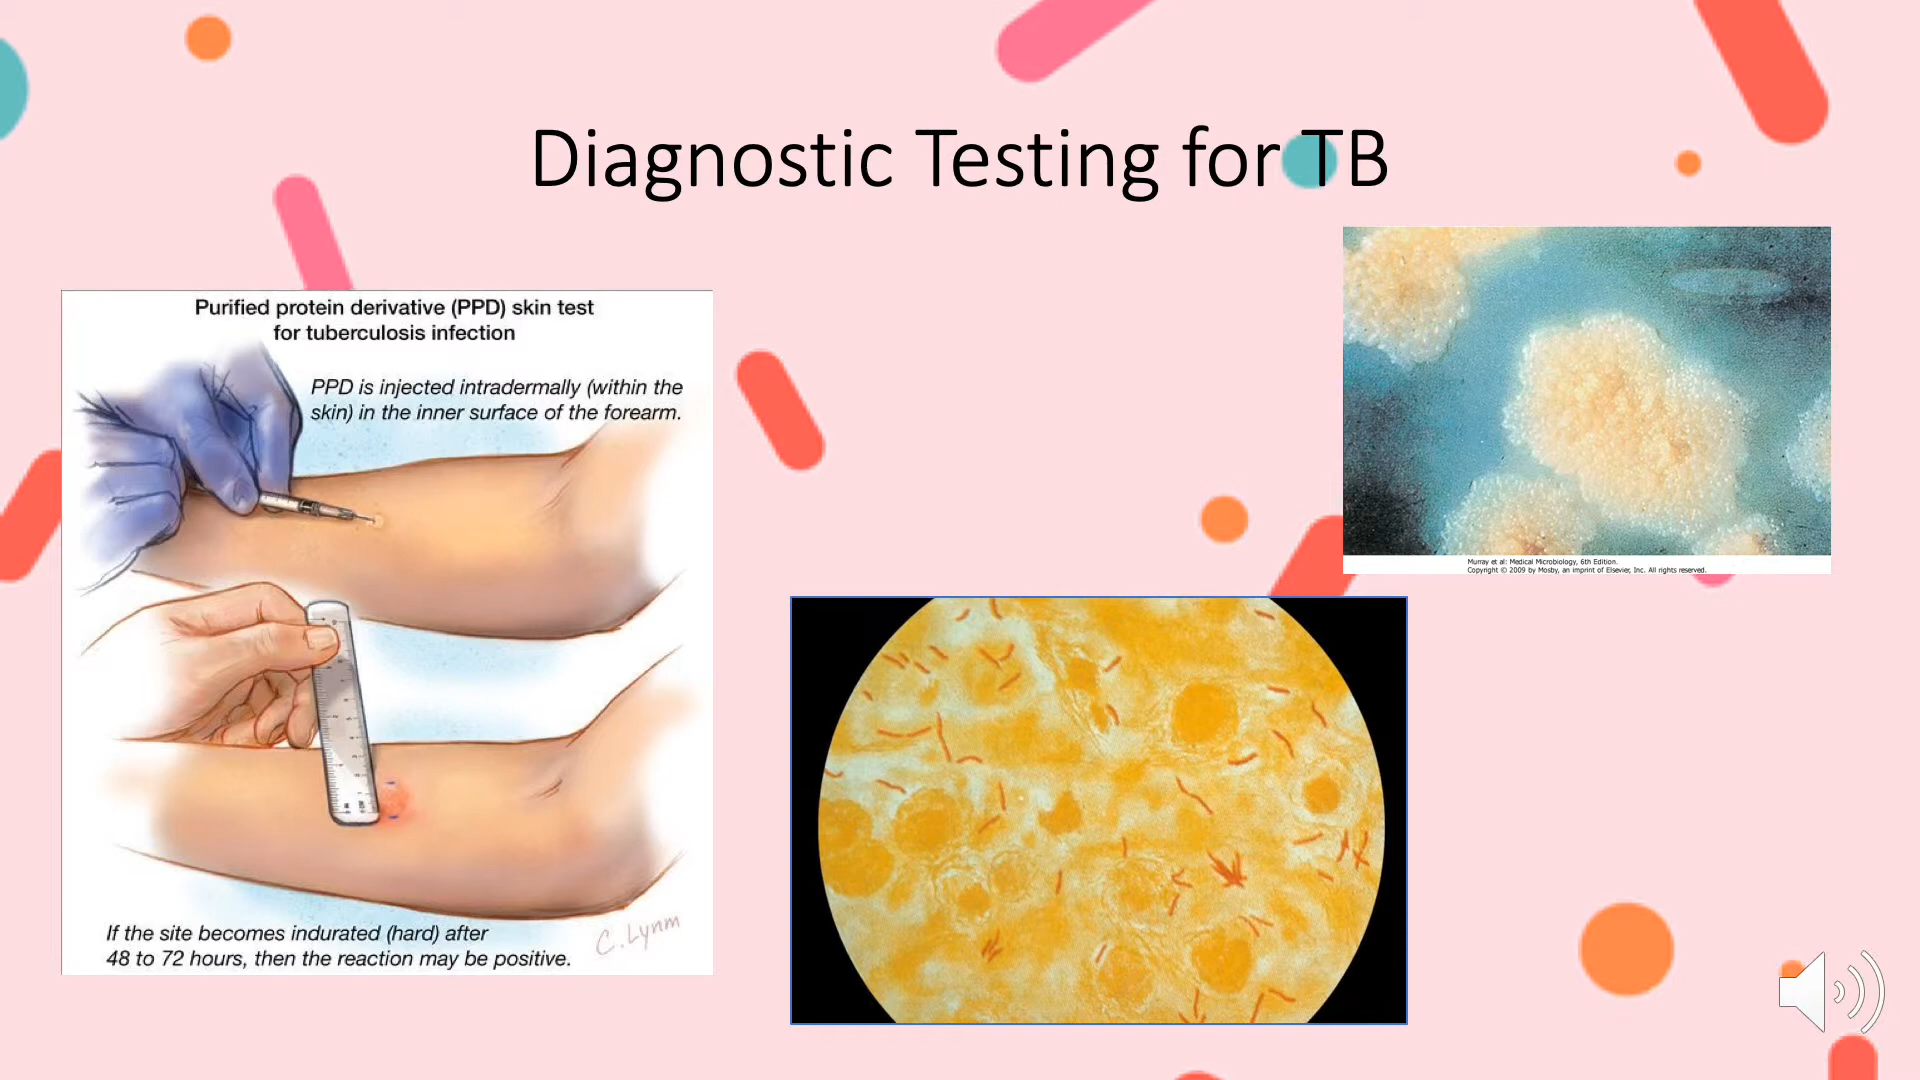 Diagnostic Testing for TB
Purified protein derivative (PPD) skin test
for tuberculosis infection
PPD is injected intradermally (within the
skin) in the inner surface of the forearm.
If the site becomes indurated (hard) after
48 to 72 hours, then the reaction may be positive.
C. Lynm
Murray et al: Medical Microbiology, 6th Edition.
Copyright © 2009 by Mosby, an imprint of Elsevier, Inc. All rights reserved.